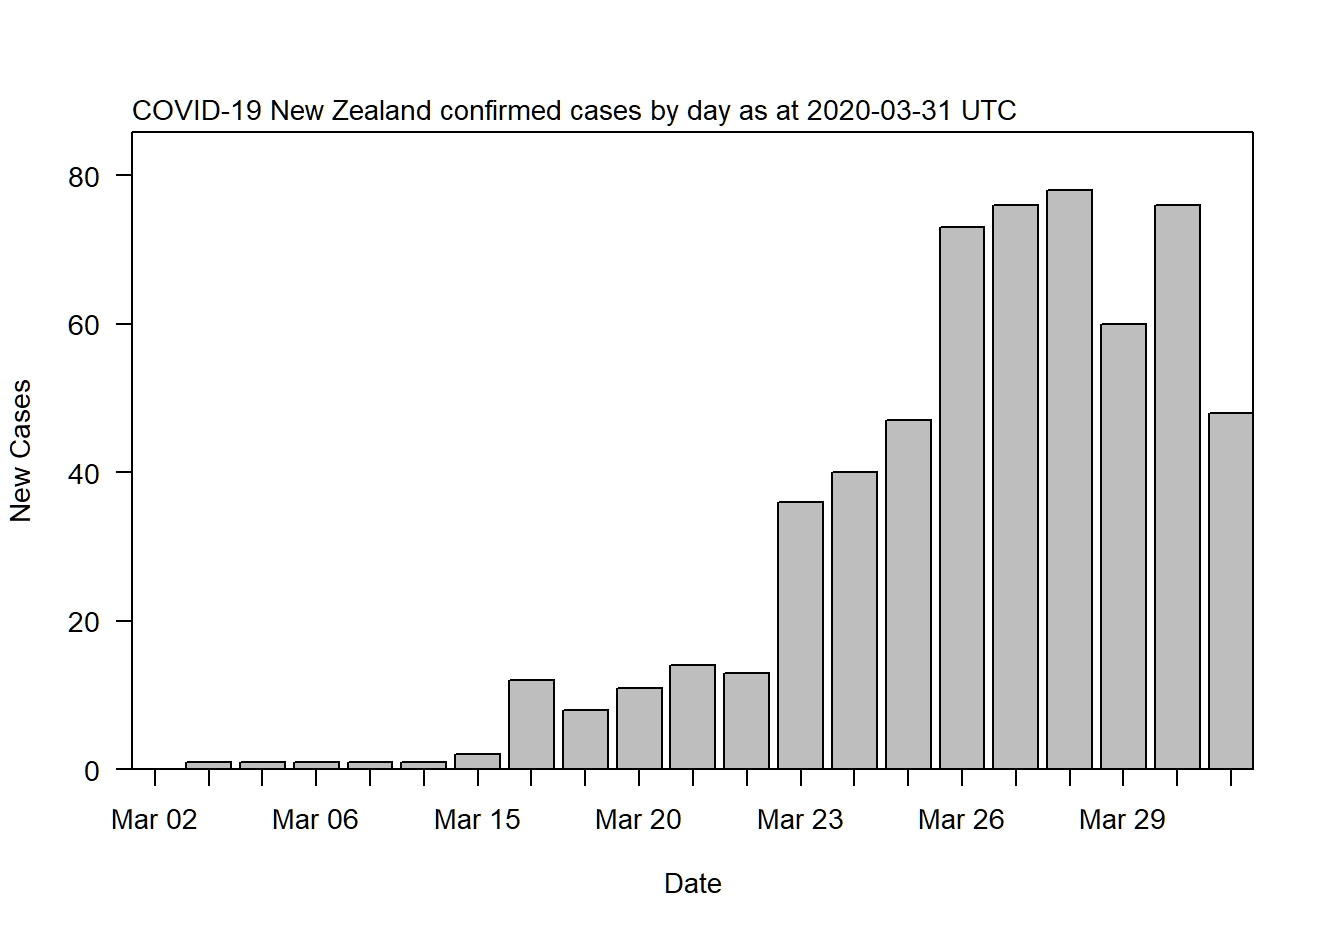 COVID-19 New Zealand confirmed cases by day as at 2020-03-31 UTC
80
60
40
20
0
New Cases
Mar 02 Mar 06 Mar 15 Mar 20 Mar 23 Mar 26 Mar 29
Date